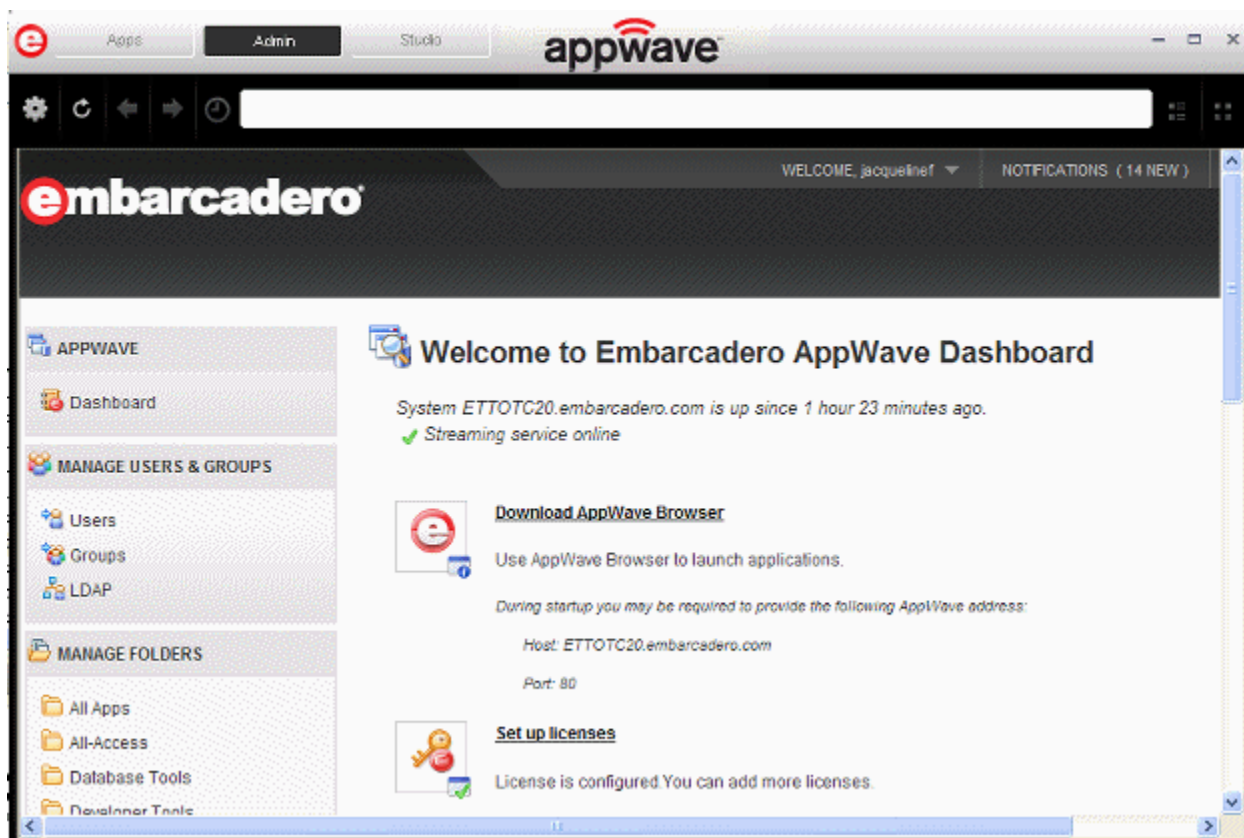 Apps Admin Studio appwave
embarcadero
WELCOME, jacquelinef NOTIFICATIONS ( 14 NEW )
APPWAVE
Dashboard
MANAGE USERS & GROUPS
Users
Groups
LDAP
MANAGE FOLDERS
All Apps
All-Access
Database Tools
Developer Tools
Welcome to Embarcadero AppWave Dashboard
System ETTOTC20.embarcadero.com is up since 1 hour 23 minutes ago.
Streaming service online
Download AppWave Browser
Use AppWave Browser to launch applications.
During startup you may be required to provide the following AppWave address:
Host: ETTOTC20.embarcadero.com
Port: 80
Set up licenses
License is configured.You can add more licenses.